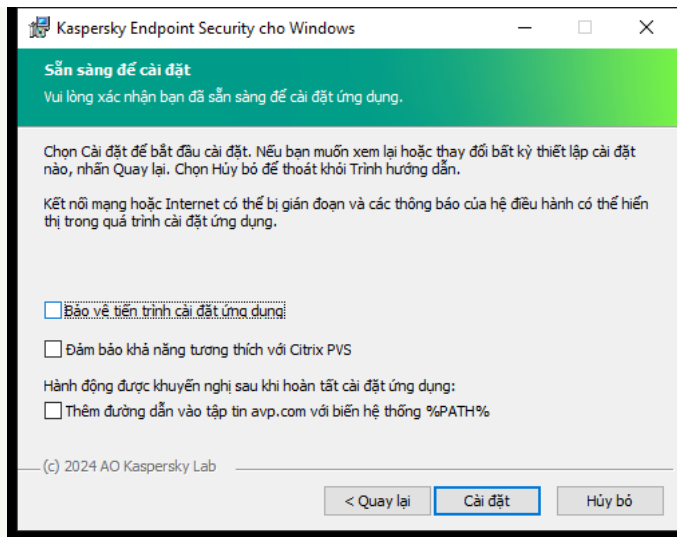 Kaspersky Endpoint Security cho Windows
Sẵn sàng để cài đặt
Vui lòng xác nhận bạn đã sẵn sàng để cài đặt ứng dụng.
Chọn Cài đặt để bắt đầu cài đặt. Nếu bạn muốn xem lại hoặc thay đổi bất kỳ thiết lập cài đặt
nào, nhấn Quay lại. Chọn Hủy bỏ để thoát khỏi Trình hướng dẫn.
Kết nối mạng hoặc Internet có thể bị gián đoạn và các thông báo của hệ điều hành có thể hiển
thị trong quá trình cài đặt ứng dụng.
Bảo vệ tiến trình cài đặt ứng dụng
Đảm bảo khả năng tương thích với Citrix PVS
Hành động được khuyến nghị sau khi hoàn tất cài đặt ứng dụng:
Thêm đường dẫn vào tập tin avp.com với biến hệ thống %PATH%
(c) 2024 AO Kaspersky Lab
< Quay lại
Cài đặt
Hủy bỏ